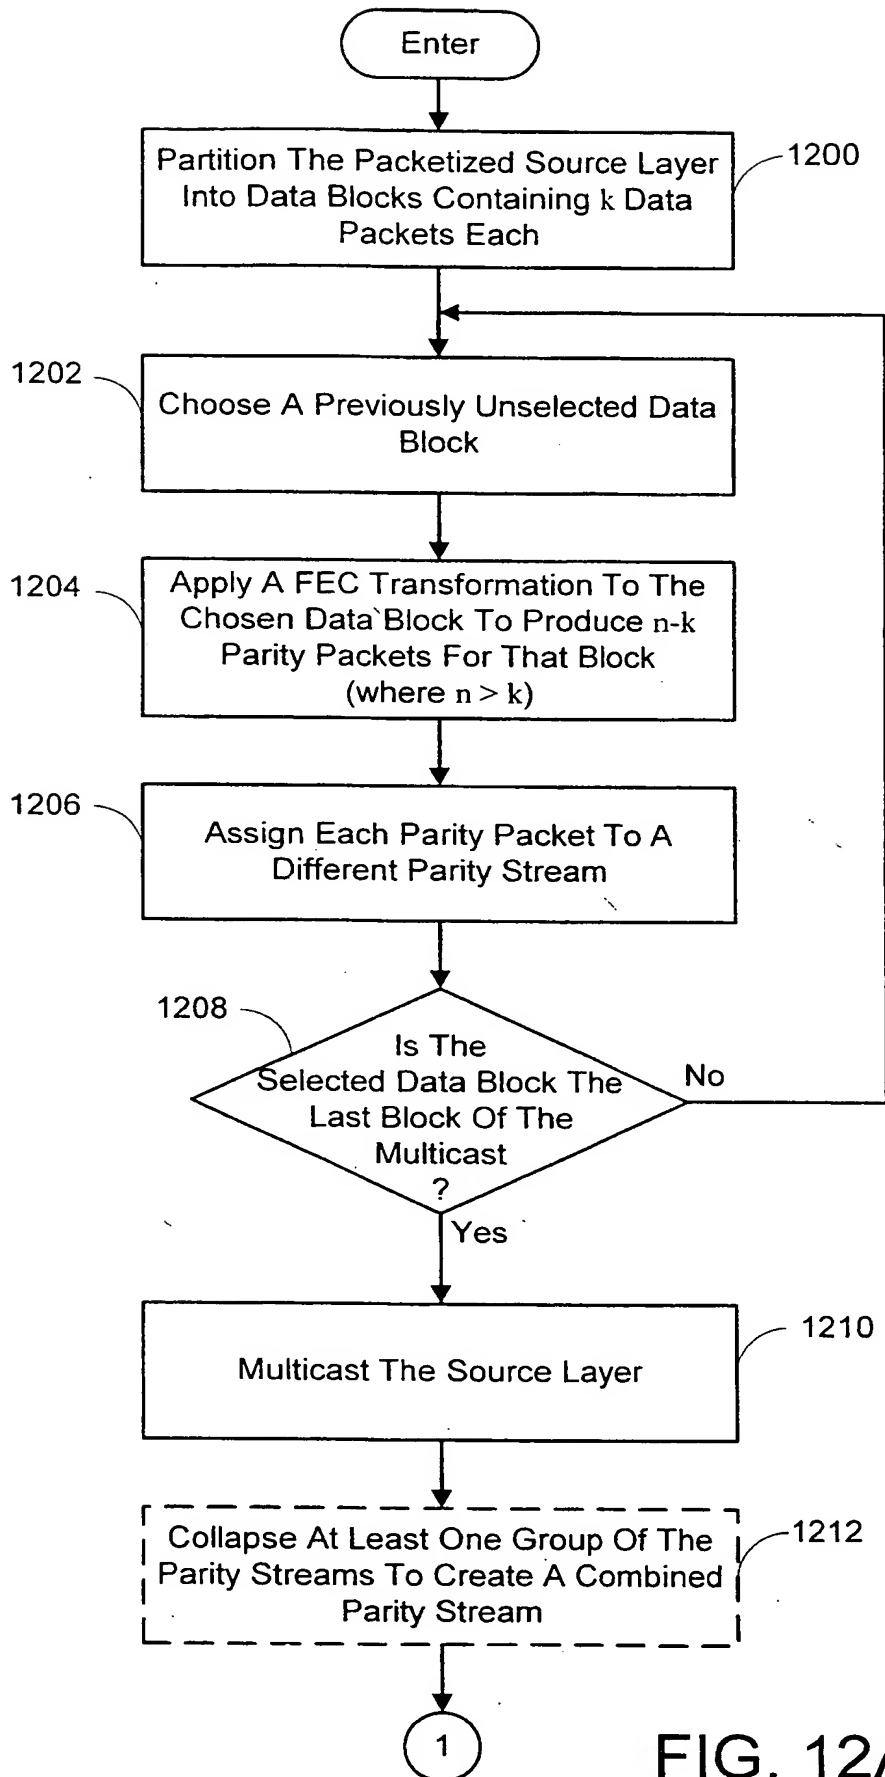 Enter
Partition The Packetized Source Layer
Into Data Blocks Containing k Data
Packets Each
1200
1202
Choose A Previously Unselected Data
Block
1204
Apply A FEC Transformation To The
Chosen Data Block To Produce n-k
Parity Packets For That Block
(where n > k)
1206
Assign Each Parity Packet To A
Different Parity Stream
1208
Is The
Selected Data Block The
Last Block Of The
Multicast
?
No
Yes
Multicast The Source Layer
1210
Collapse At Least One Group Of The
Parity Streams To Create A Combined
Parity Stream
1212
1
FIG. 12A